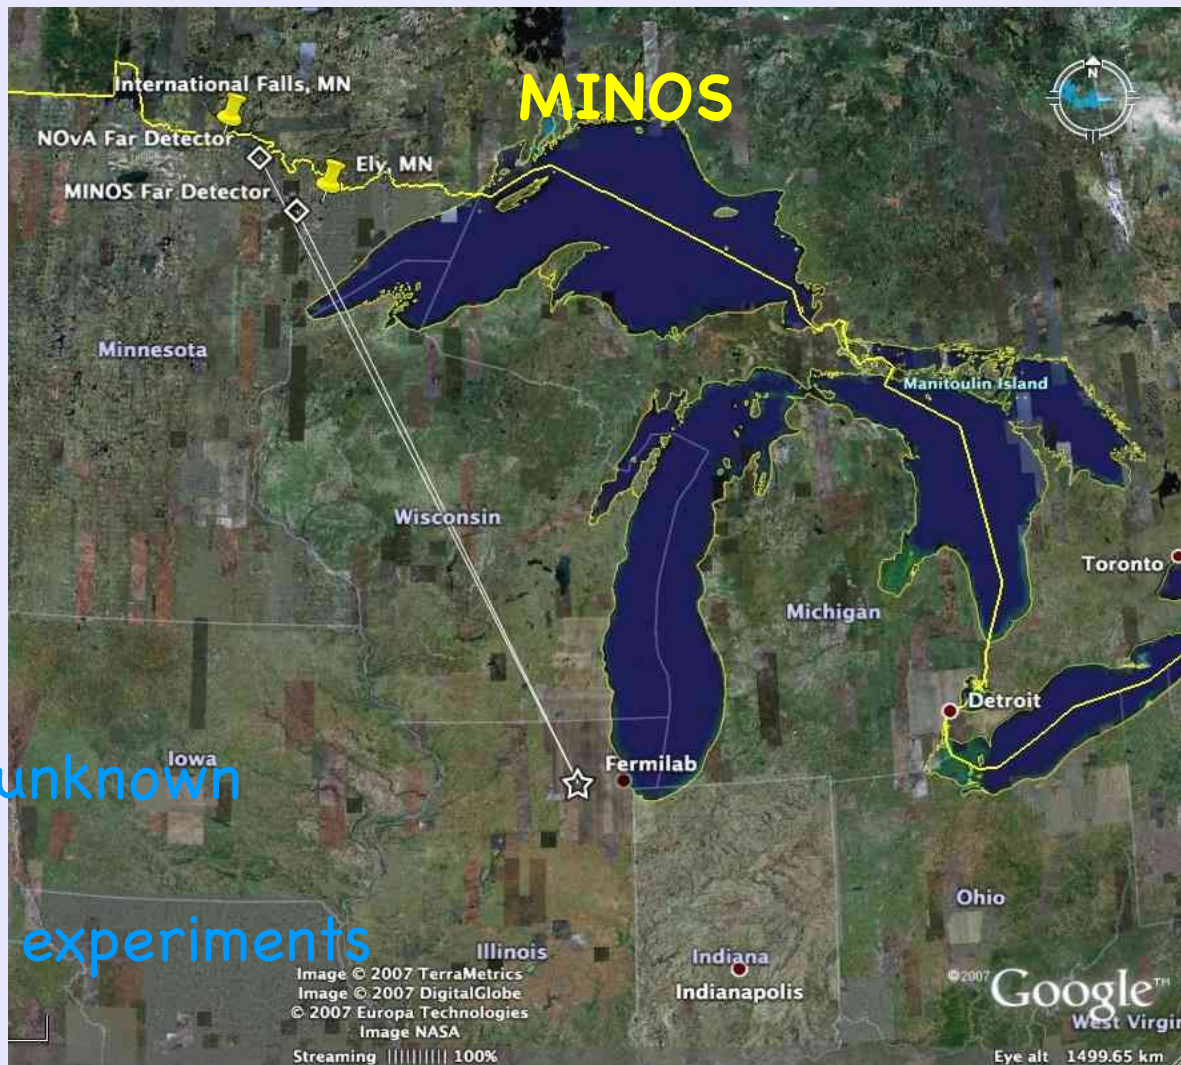 MINOS
N
International Falls, MN
NOvA Far Detector
Ely, MN
MINOS Far Detector
Minnesota
Manitoulin Island
Wisconsin
Toronto
Michigan
Detroit
Iowa
unknown
Fermilab
Ohio
experiments
Illinois
Indiana
Indianapolis
Image © 2007 TerraMetrics
Image © 2007 DigitalGlobe
© 2007 Europa Technologies
Image NASA
© 2007 Google™
West Virgin
Streaming |||||||||| 100%
Eye alt 1499.65 km